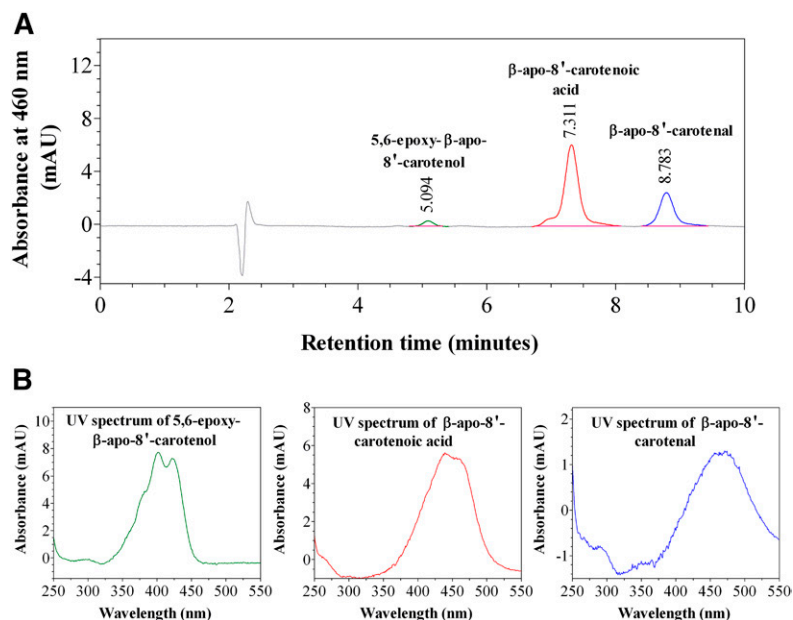 A
Absorbance at 460 nm
(mAU)
12
8
4
0
-4
5,6-epoxy-β-apo-
8'-carotenol
5.094
β-apo-8'-carotenoic
acid
7.311
β-apo-8'-carotenal
8.783
0 2 4 6 8 10
Retention time (minutes)
B
Absorbance (mAU)
10
8
6
4
2
0
UV spectrum of 5,6-epoxy-
β-apo-8'-carotenol
250 300 350 400 450 500 550
Wavelength (nm)
Absorbance (mAU)
8
6
4
2
0
UV spectrum of β-apo-8'-
carotenoic acid
250 300 350 400 450 500 550
Wavelength (nm)
Absorbance (mAU)
2
1
0
-1
UV spectrum of β-apo-8'-
carotenal
250 300 350 400 450 500 550
Wavelength (nm)